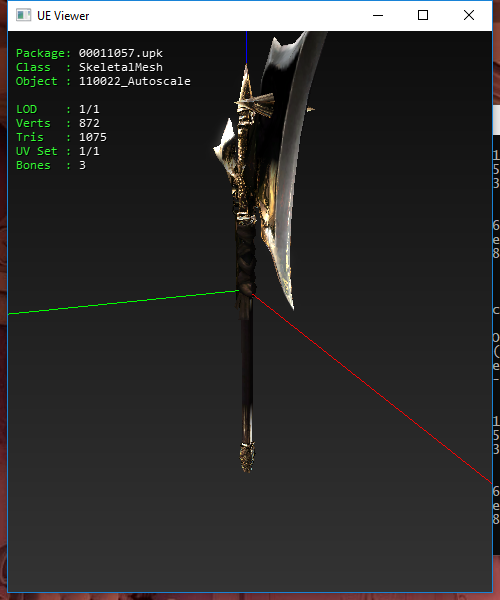 UE Viewer
Package: 00011057.upk
Class  : SkeletalMesh
Object : 110022_Autoscale
LOD    : 1/1
Verts  : 872
Tris   : 1075
UV Set : 1/1
Bones  : 3